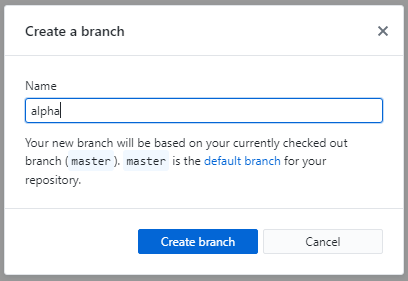 Create a branch
Name
alpha
Your new branch will be based on your currently checked out
branch (master). master is the default branch for your
repository.
Create branch
Cancel